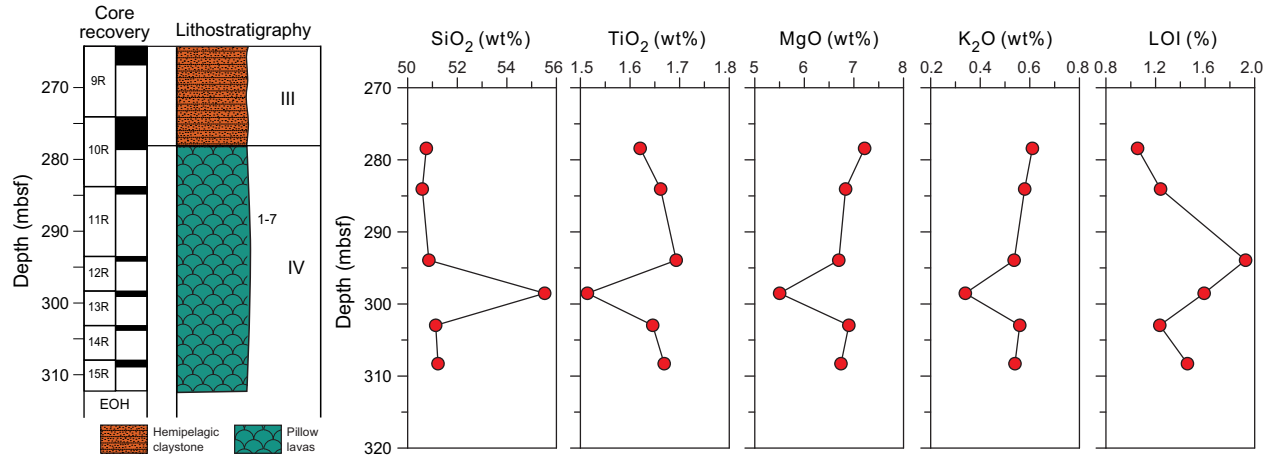 Core recovery
Lithostratigraphy
Depth (mbsf)
270
280
290
300
310
9R
10R
11R
12R
13R
14R
15R
EOH
III
1-7
IV
Hemipelagic claystone
Pillow lavas
Depth (mbsf)
SiO₂ (wt%)
50 52 54 56
270
280
290
300
310
320
TiO₂ (wt%)
1.5 1.6 1.7 1.8
MgO (wt%)
5 6 7 8
K₂O (wt%)
0.2 0.4 0.6 0.8
LOI (%)
0.8 1.2 1.6 2.0